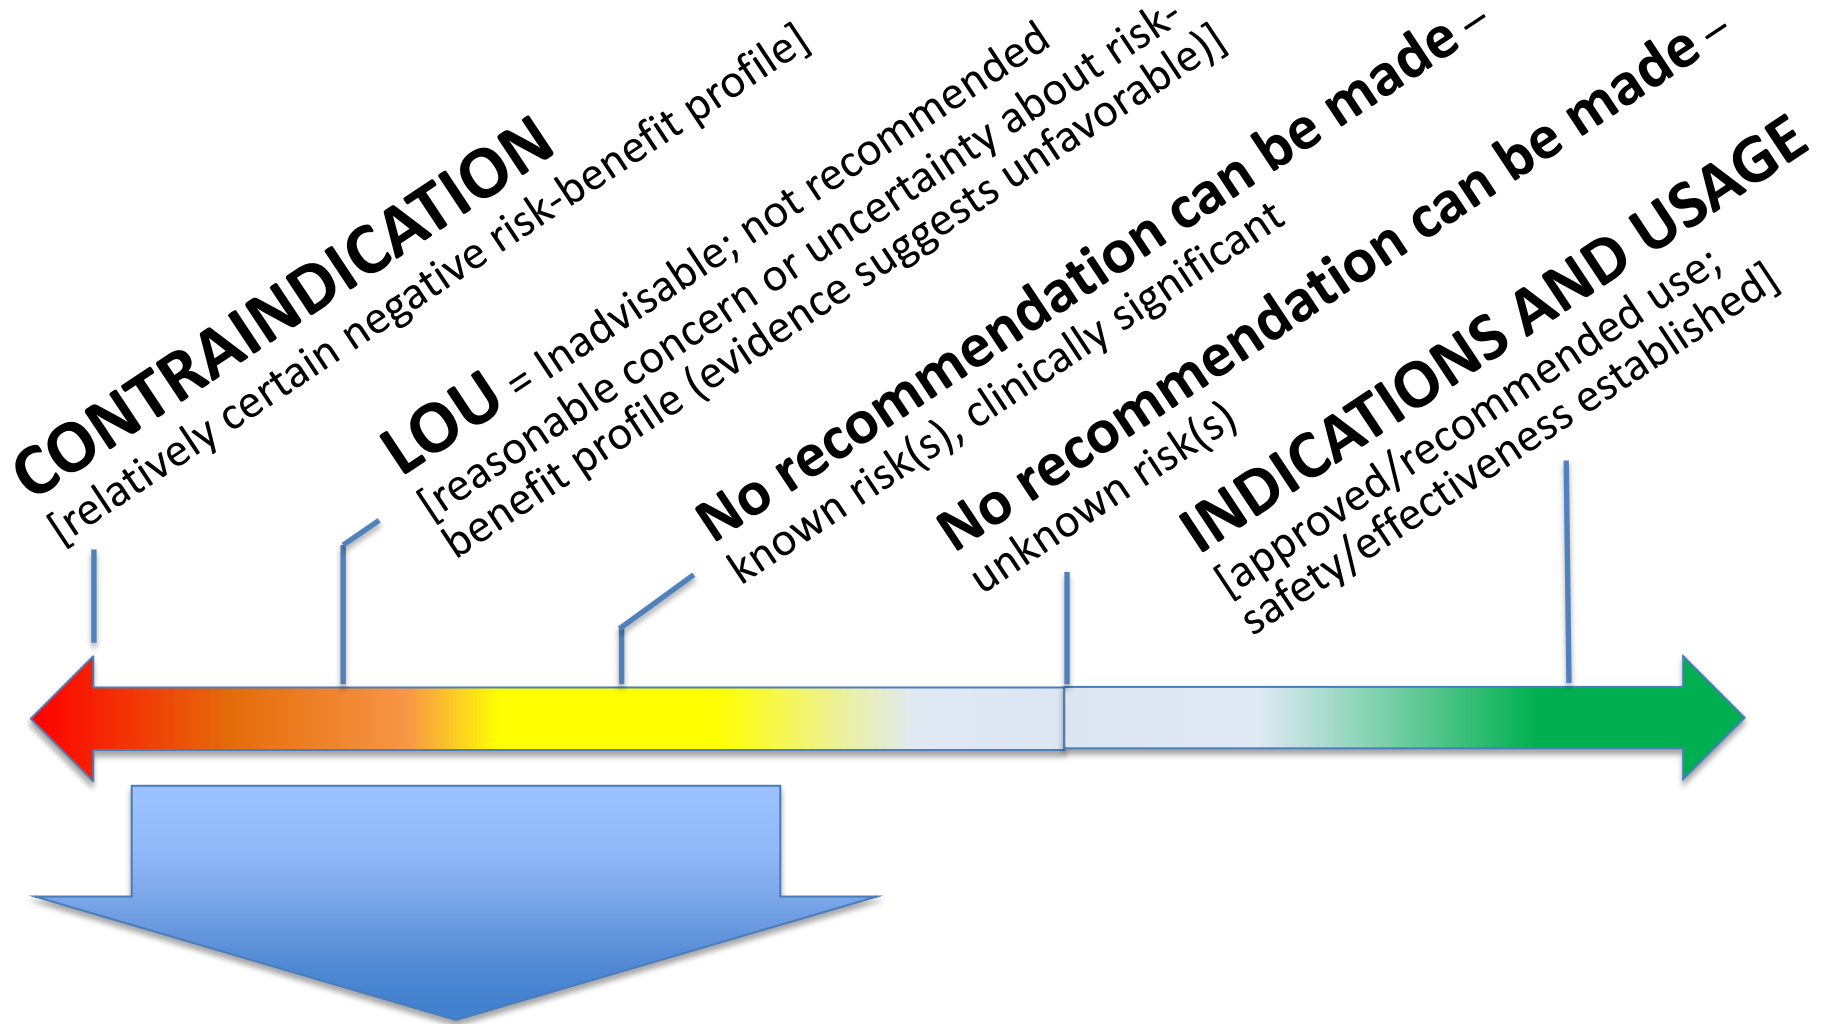 CONTRAINDICATION
[relatively certain negative risk-benefit profile]
LOU = Inadvisable; not recommended
[reasonable concern or uncertainty about risk-
benefit profile (evidence suggests unfavorable)]
No recommendation can be made –
known risk(s), clinically significant
No recommendation can be made –
unknown risk(s)
INDICATIONS AND USAGE
[approved/recommended use;
safety/effectiveness established]